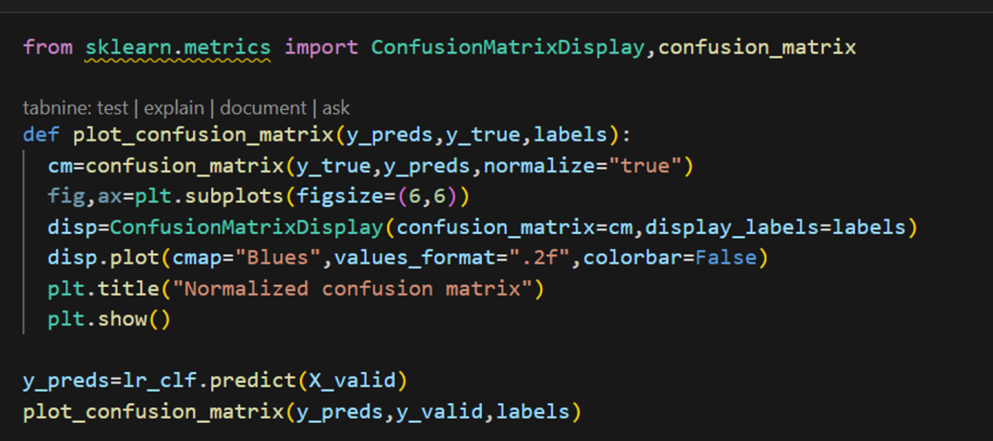 from sklearn.metrics import ConfusionMatrixDisplay,confusion_matrix
tabnine: test | explain | document | ask
def plot_confusion_matrix(y_preds,y_true,labels):
  cm=confusion_matrix(y_true,y_preds,normalize="true")
  fig,ax=plt.subplots(figsize=(6,6))
  disp=ConfusionMatrixDisplay(confusion_matrix=cm,display_labels=labels)
  disp.plot(cmap="Blues",values_format=".2f",colorbar=False)
  plt.title("Normalized confusion matrix")
  plt.show()
y_preds=lr_clf.predict(X_valid)
plot_confusion_matrix(y_preds,y_valid,labels)